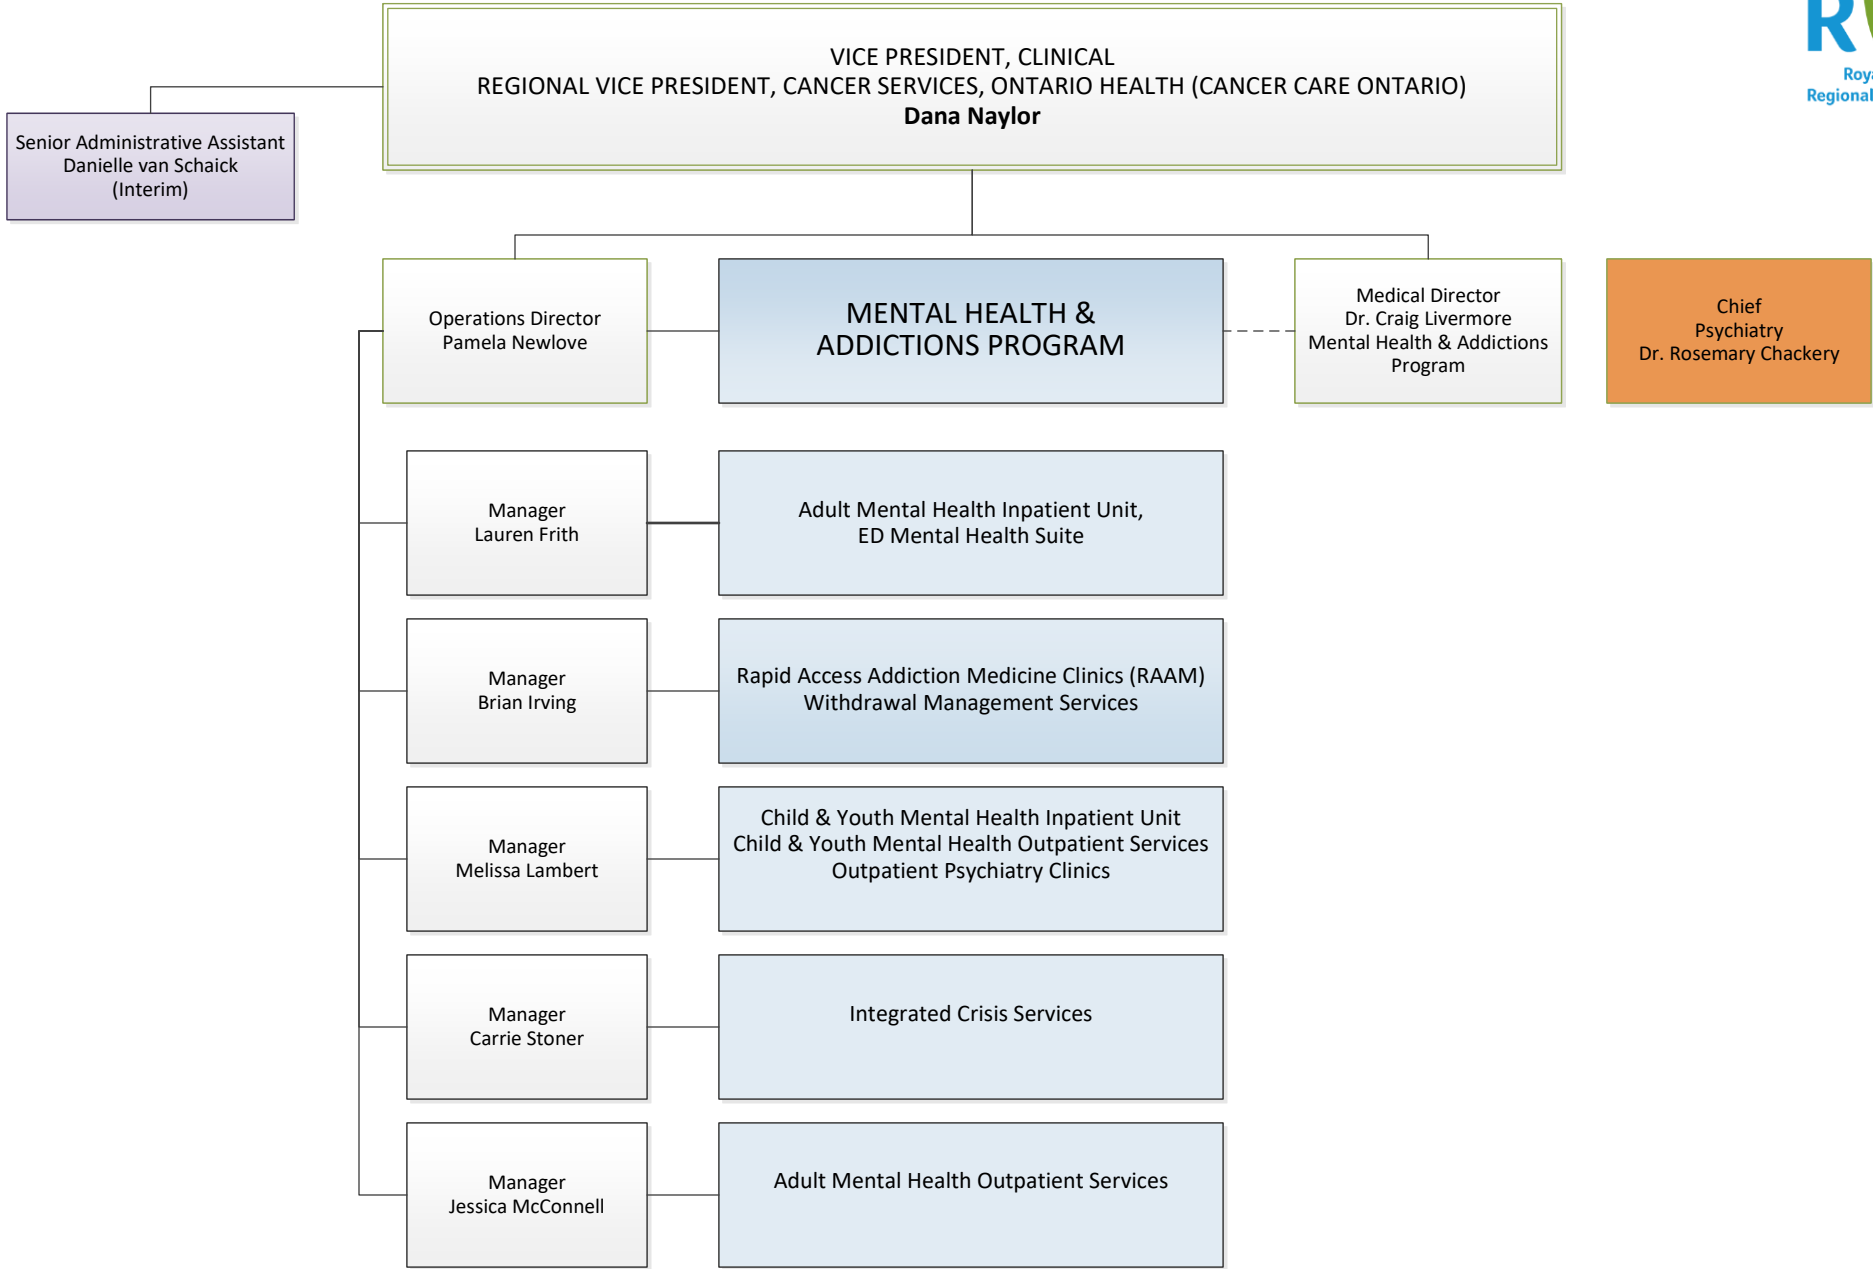 VICE PRESIDENT, CLINICAL
REGIONAL VICE PRESIDENT, CANCER SERVICES, ONTARIO HEALTH (CANCER CARE ONTARIO)
Dana Naylor
Regional
Senior Administrative Assistant
Danielle van Schaick
(Interim)
Operations Director
Pamela Newlove
MENTAL HEALTH &
ADDICTIONS PROGRAM
Medical Director
Dr. Craig Livermore
Mental Health & Addictions
Program
Chief
Psychiatry
Dr. Rosemary Chackery
Manager
Lauren Frith
Adult Mental Health Inpatient Unit,
ED Mental Health Suite
Manager
Brian Irving
Rapid Access Addiction Medicine Clinics (RAAM)
Withdrawal Management Services
Manager
Melissa Lambert
Child & Youth Mental Health Inpatient Unit
Child & Youth Mental Health Outpatient Services
Outpatient Psychiatry Clinics
Manager
Carrie Stoner
Integrated Crisis Services
Manager
Jessica McConnell
Adult Mental Health Outpatient Services